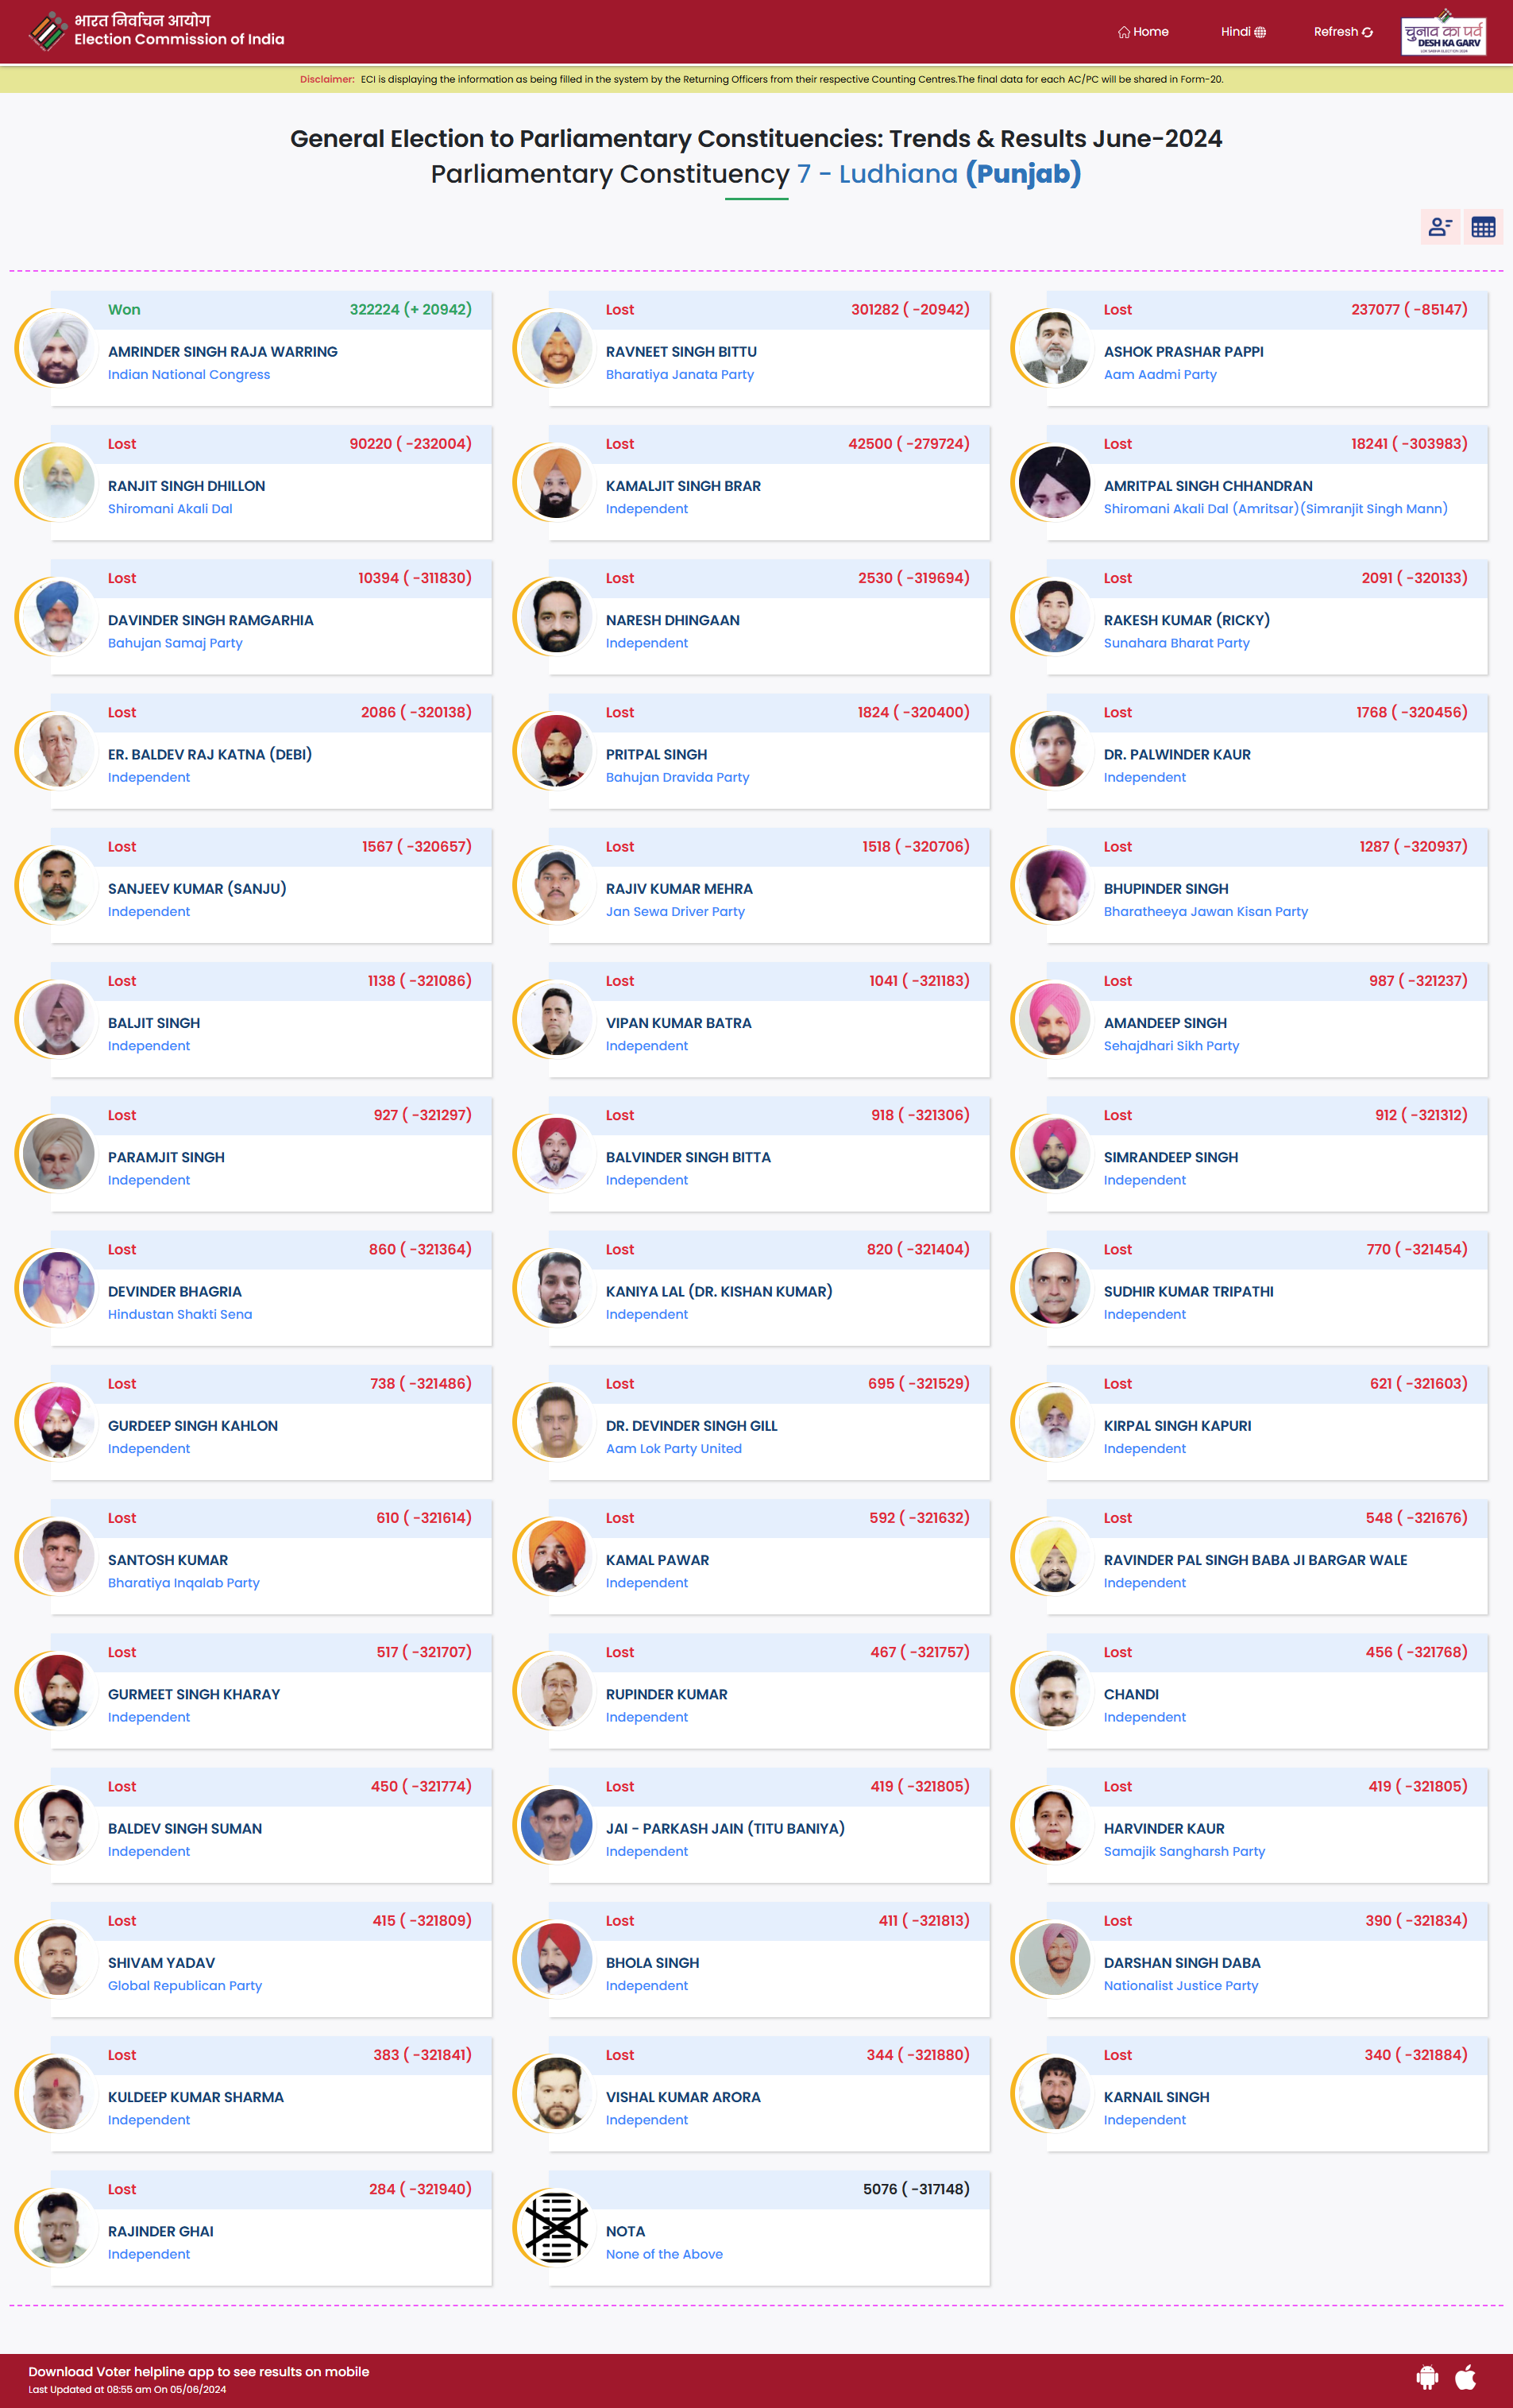 भारत निर्वाचन आयोग
Election Commission of India
Home
Hindi
Refresh
चुनाव का पर्व
DESH KA GARV
Disclaimer: ECI is displaying the information as being filled in the system by the Returning Officers from their respective Counting Centres.The final data for each AC/PC will be shared in Form-20.
General Election to Parliamentary Constituencies: Trends & Results June-2024
Parliamentary Constituency 7 - Ludhiana (Punjab)
Won 322224 (+ 20942)
AMRINDER SINGH RAJA WARRING
Indian National Congress
Lost 301282 ( -20942)
RAVNEET SINGH BITTU
Bharatiya Janata Party
Lost 237077 ( -85147)
ASHOK PRASHAR PAPPI
Aam Aadmi Party
Lost 90220 ( -232004)
RANJIT SINGH DHILLON
Shiromani Akali Dal
Lost 42500 ( -279724)
KAMALJIT SINGH BRAR
Independent
Lost 18241 ( -303983)
AMRITPAL SINGH CHHANDRAN
Shiromani Akali Dal (Amritsar)(Simranjit Singh Mann)
Lost 10394 ( -311830)
DAVINDER SINGH RAMGARHIA
Bahujan Samaj Party
Lost 2530 ( -319694)
NARESH DHINGAAN
Independent
Lost 2091 ( -320133)
RAKESH KUMAR (RICKY)
Sunahara Bharat Party
Lost 2086 ( -320138)
ER. BALDEV RAJ KATNA (DEBI)
Independent
Lost 1824 ( -320400)
PRITPAL SINGH
Bahujan Dravida Party
Lost 1768 ( -320456)
DR. PALWINDER KAUR
Independent
Lost 1567 ( -320657)
SANJEEV KUMAR (SANJU)
Independent
Lost 1518 ( -320706)
RAJIV KUMAR MEHRA
Jan Sewa Driver Party
Lost 1287 ( -320937)
BHUPINDER SINGH
Bharatheeya Jawan Kisan Party
Lost 1138 ( -321086)
BALJIT SINGH
Independent
Lost 1041 ( -321183)
VIPAN KUMAR BATRA
Independent
Lost 987 ( -321237)
AMANDEEP SINGH
Sehajdhari Sikh Party
Lost 927 ( -321297)
PARAMJIT SINGH
Independent
Lost 918 ( -321306)
BALVINDER SINGH BITTA
Independent
Lost 912 ( -321312)
SIMRANDEEP SINGH
Independent
Lost 860 ( -321364)
DEVINDER BHAGRIA
Hindustan Shakti Sena
Lost 820 ( -321404)
KANIYA LAL (DR. KISHAN KUMAR)
Independent
Lost 770 ( -321454)
SUDHIR KUMAR TRIPATHI
Independent
Lost 738 ( -321486)
GURDEEP SINGH KAHLON
Independent
Lost 695 ( -321529)
DR. DEVINDER SINGH GILL
Aam Lok Party United
Lost 621 ( -321603)
KIRPAL SINGH KAPURI
Independent
Lost 610 ( -321614)
SANTOSH KUMAR
Bharatiya Inqalab Party
Lost 592 ( -321632)
KAMAL PAWAR
Independent
Lost 548 ( -321676)
RAVINDER PAL SINGH BABA JI BARGAR WALE
Independent
Lost 517 ( -321707)
GURMEET SINGH KHARAY
Independent
Lost 467 ( -321757)
RUPINDER KUMAR
Independent
Lost 456 ( -321768)
CHANDI
Independent
Lost 450 ( -321774)
BALDEV SINGH SUMAN
Independent
Lost 419 ( -321805)
JAI - PARKASH JAIN (TITU BANIYA)
Independent
Lost 419 ( -321805)
HARVINDER KAUR
Samajik Sangharsh Party
Lost 415 ( -321809)
SHIVAM YADAV
Global Republican Party
Lost 411 ( -321813)
BHOLA SINGH
Independent
Lost 390 ( -321834)
DARSHAN SINGH DABA
Nationalist Justice Party
Lost 383 ( -321841)
KULDEEP KUMAR SHARMA
Independent
Lost 344 ( -321880)
VISHAL KUMAR ARORA
Independent
Lost 340 ( -321884)
KARNAIL SINGH
Independent
Lost 284 ( -321940)
RAJINDER GHAI
Independent
5076 ( -317148)
NOTA
None of the Above
Download Voter helpline app to see results on mobile
Last Updated at 08:55 am On 05/06/2024